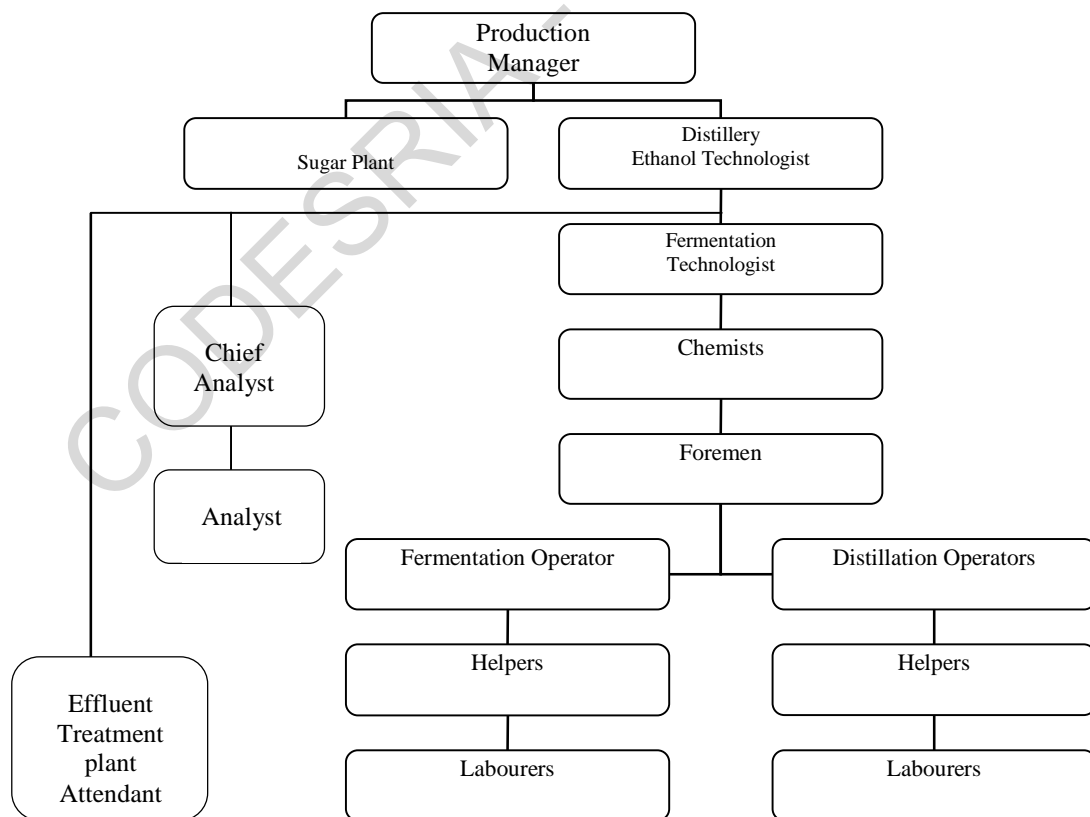 CODESRIA -
Production
Manager
Sugar Plant
Distillery
Ethanol Technologist
Fermentation
Technologist
Chief
Analyst
Chemists
Foremen
Analyst
Fermentation Operator
Distillation Operators
Helpers
Helpers
Effluent
Treatment
plant
Attendant
Labourers
Labourers